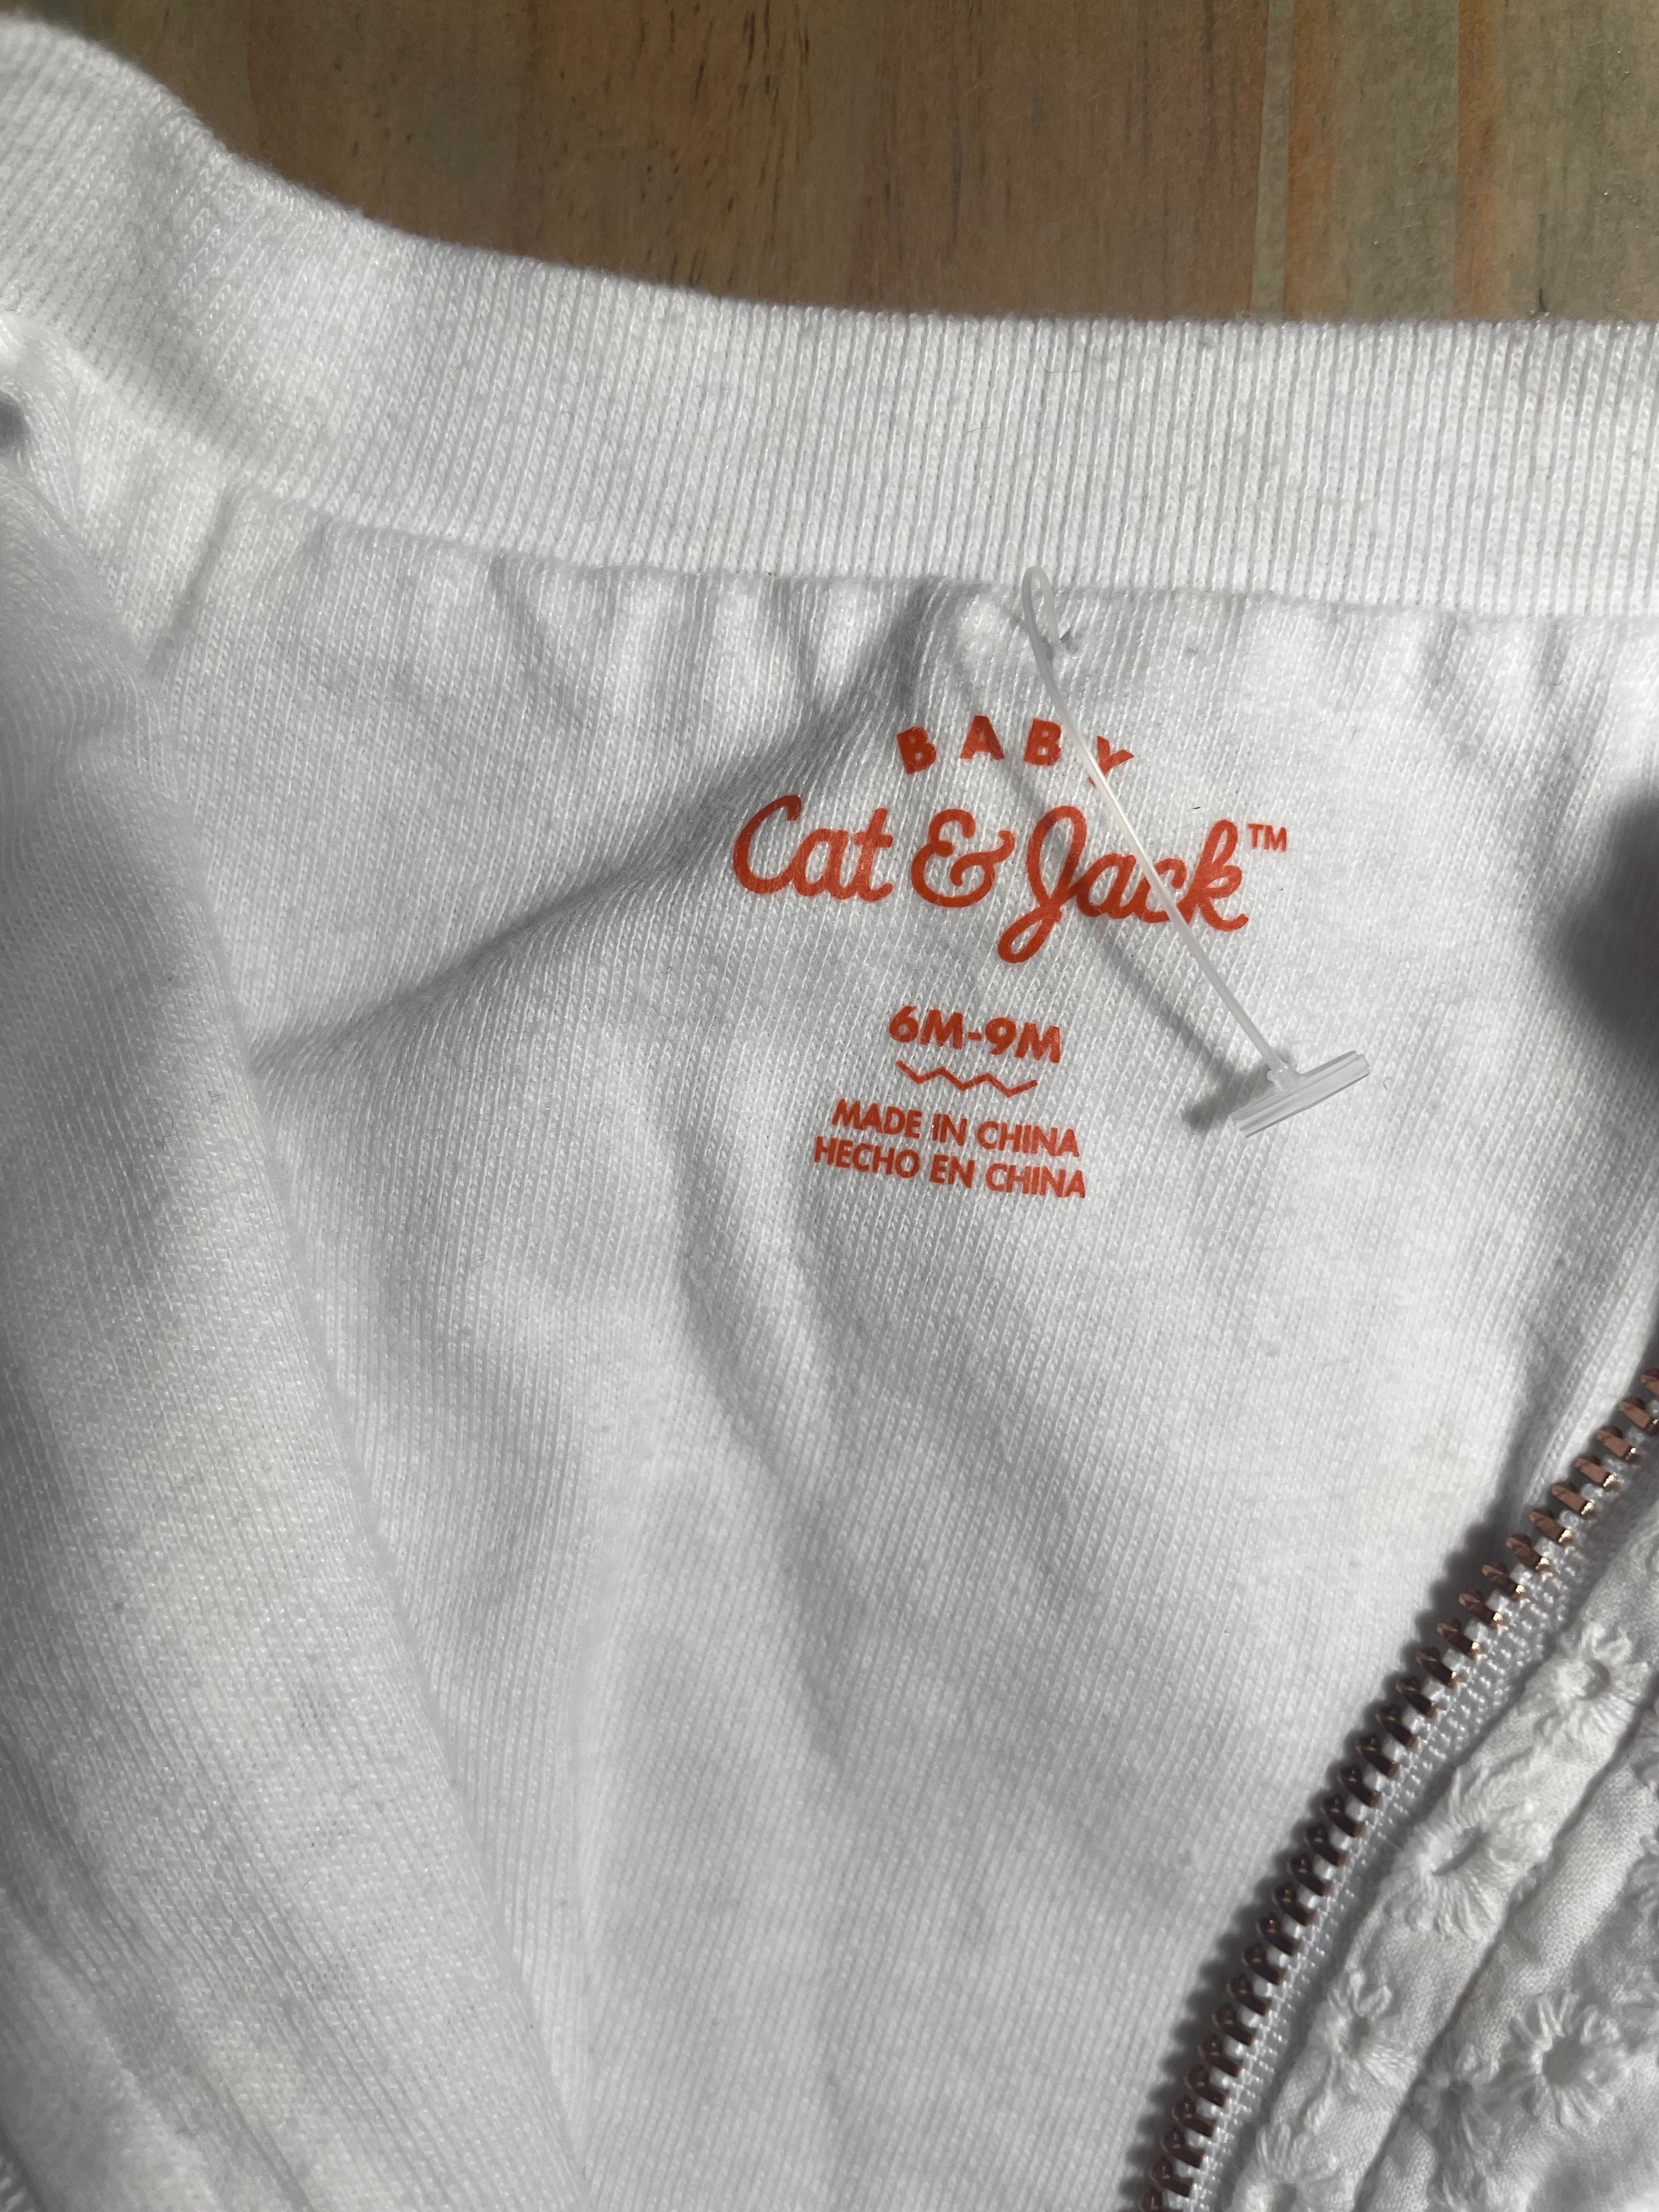 BABY
Cat & Jack™
6M-9M
MADE IN CHINA
HECHO EN CHINA